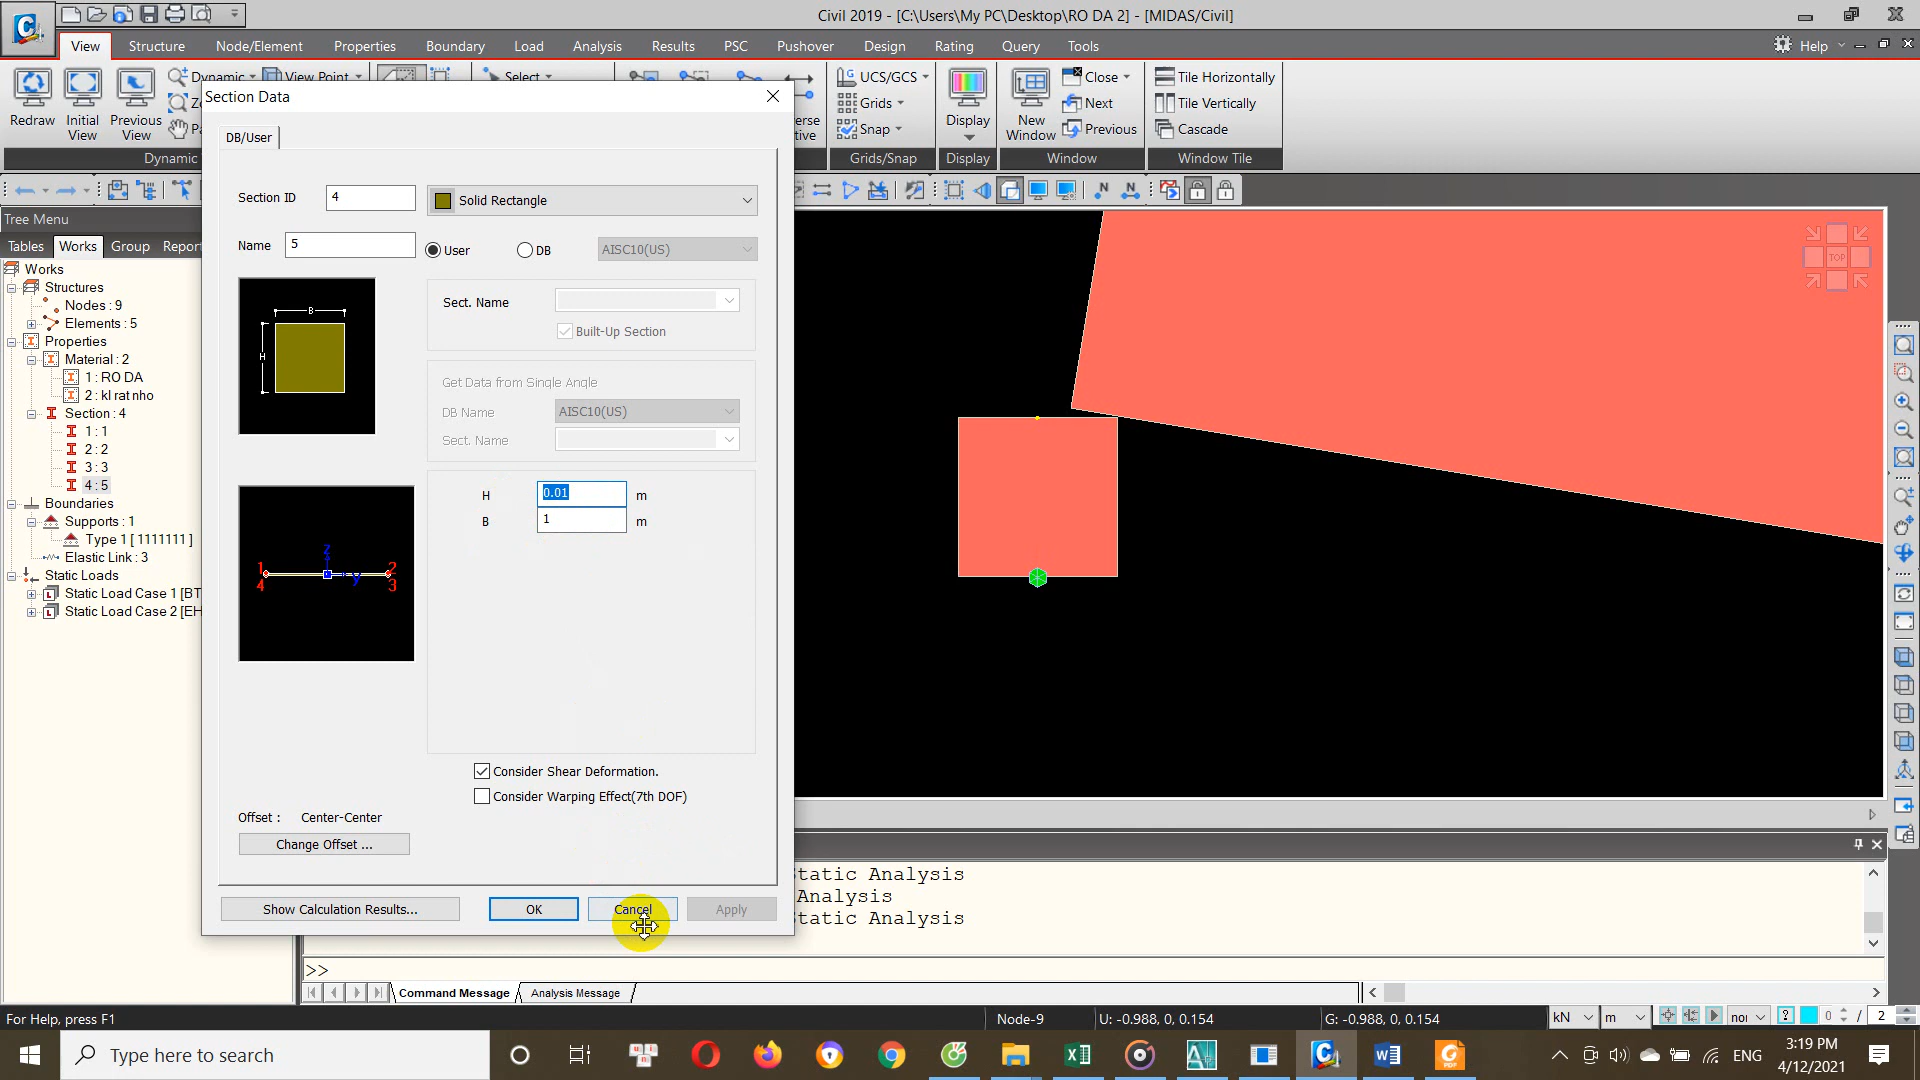 Civil 2019 - [C:\Users\My PC\Desktop\RO DA 2] - [MIDAS/Civil]
View Structure Node/Element Properties Boundary Load Analysis Results PSC Pushover Design Rating Query Tools Help
Dynamic View Point Select UCS/GCS Close Tile Horizontally
Grids Next Tile Vertically
Snap Previous Cascade
Redraw Initial View Previous View Display New Window
Dynamic Grids/Snap Display Window Window Tile
Section Data
DB/User
Section ID 4 Solid Rectangle
Name 5 User DB AISC10(US)
Sect. Name
Built-Up Section
Get Data from Single Angle
DB Name AISC10(US)
Sect. Name
B
H
H 0.01 m
B 1 m
z
1 2
y
4 3
Consider Shear Deformation.
Consider Warping Effect(7th DOF)
Offset : Center-Center
Change Offset ...
Show Calculation Results... OK Cancel Apply
Tree Menu
Tables Works Group Report
Works
Structures
Nodes : 9
Elements : 5
Properties
Material : 2
1 : RO DA
2 : kl rat nho
Section : 4
1 : 1
2 : 2
3 : 3
4 : 5
Boundaries
Supports : 1
Type 1 [ 1111111 ]
Elastic Link : 3
Static Loads
Static Load Case 1 [BT
Static Load Case 2 [EH
TOP
tatic Analysis
Analysis
tatic Analysis
>>
Command Message Analysis Message
For Help, press F1 Node-9 U: -0.988, 0, 0.154 G: -0.988, 0, 0.154 kN m nor 0 / 2
Type here to search ENG 3:19 PM
4/12/2021